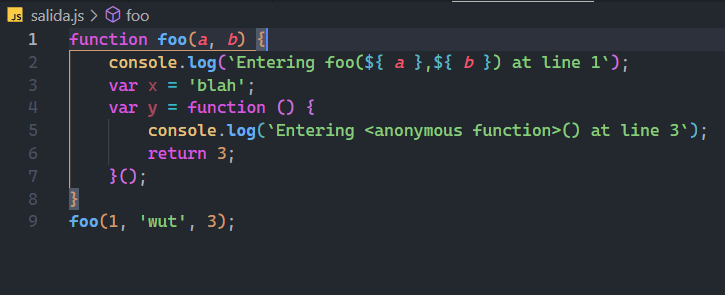 JS salida.js > foo
1 function foo(a, b) {
2     console.log(`Entering foo(${ a },${ b }) at line 1`);
3     var x = 'blah';
4     var y = function () {
5         console.log(`Entering <anonymous function>() at line 3`);
6         return 3;
7     }();
8 }
9 foo(1, 'wut', 3);